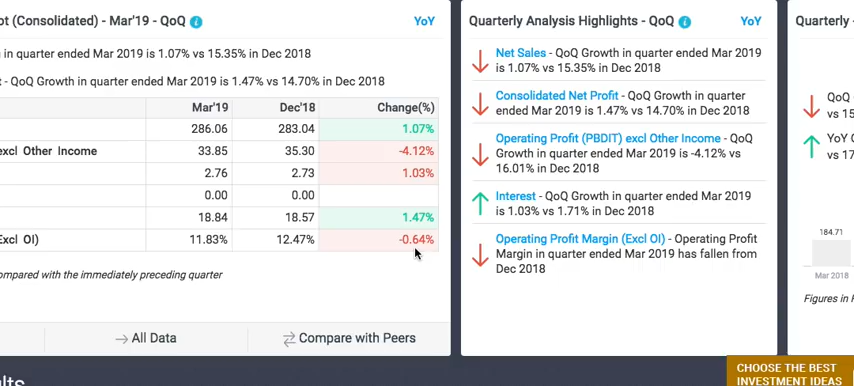 ot (Consolidated) - Mar'19 - QoQ
YoY
in quarter ended Mar 2019 is 1.07% vs 15.35% in Dec 2018
- QoQ Growth in quarter ended Mar 2019 is 1.47% vs 14.70% in Dec 2018
Mar'19 Dec'18 Change(%)
286.06 283.04 1.07%
excl Other Income 33.85 35.30 -4.12%
2.76 2.73 1.03%
0.00 0.00
18.84 18.57 1.47%
Excl OI) 11.83% 12.47% -0.64%
ompared with the immediately preceding quarter
All Data
Compare with Peers
Quarterly Analysis Highlights - QoQ
YoY
Net Sales - QoQ Growth in quarter ended Mar 2019
is 1.07% vs 15.35% in Dec 2018
Consolidated Net Profit - QoQ Growth in quarter
ended Mar 2019 is 1.47% vs 14.70% in Dec 2018
Operating Profit (PBDIT) excl Other Income - QoQ
Growth in quarter ended Mar 2019 is -4.12% vs
16.01% in Dec 2018
Interest - QoQ Growth in quarter ended Mar 2019
is 1.03% vs 1.71% in Dec 2018
Operating Profit Margin (Excl OI) - Operating Profit
Margin in quarter ended Mar 2019 has fallen from
Dec 2018
Quarterly -
QoQ
vs 15
YoY G
vs 17
184.71
Mar 2018
Figures in
ults
CHOOSE THE BEST
INVESTMENT IDEAS